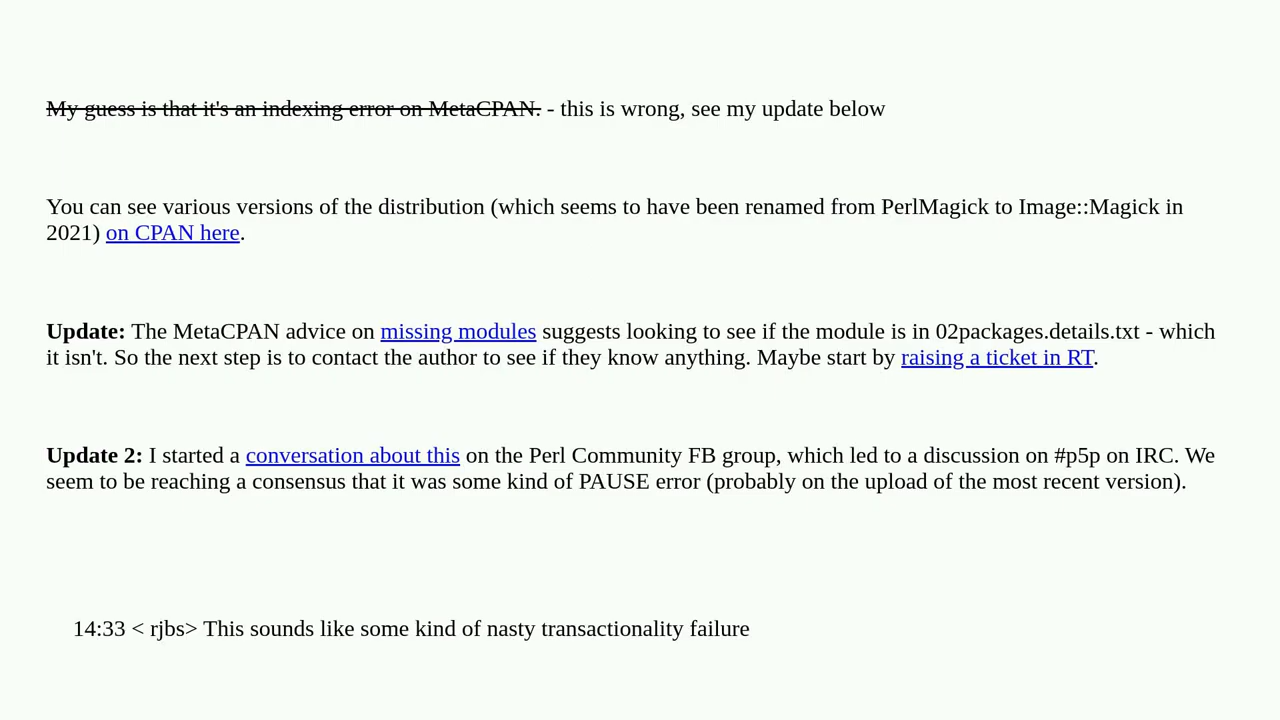 My guess is that it's an indexing error on MetaCPAN. - this is wrong, see my update below
You can see various versions of the distribution (which seems to have been renamed from PerlMagick to Image::Magick in
2021) on CPAN here.
Update: The MetaCPAN advice on missing modules suggests looking to see if the module is in 02packages.details.txt - which
it isn't. So the next step is to contact the author to see if they know anything. Maybe start by raising a ticket in RT.
Update 2: I started a conversation about this on the Perl Community FB group, which led to a discussion on #p5p on IRC. We
seem to be reaching a consensus that it was some kind of PAUSE error (probably on the upload of the most recent version).
14:33 < rjbs> This sounds like some kind of nasty transactionality failure